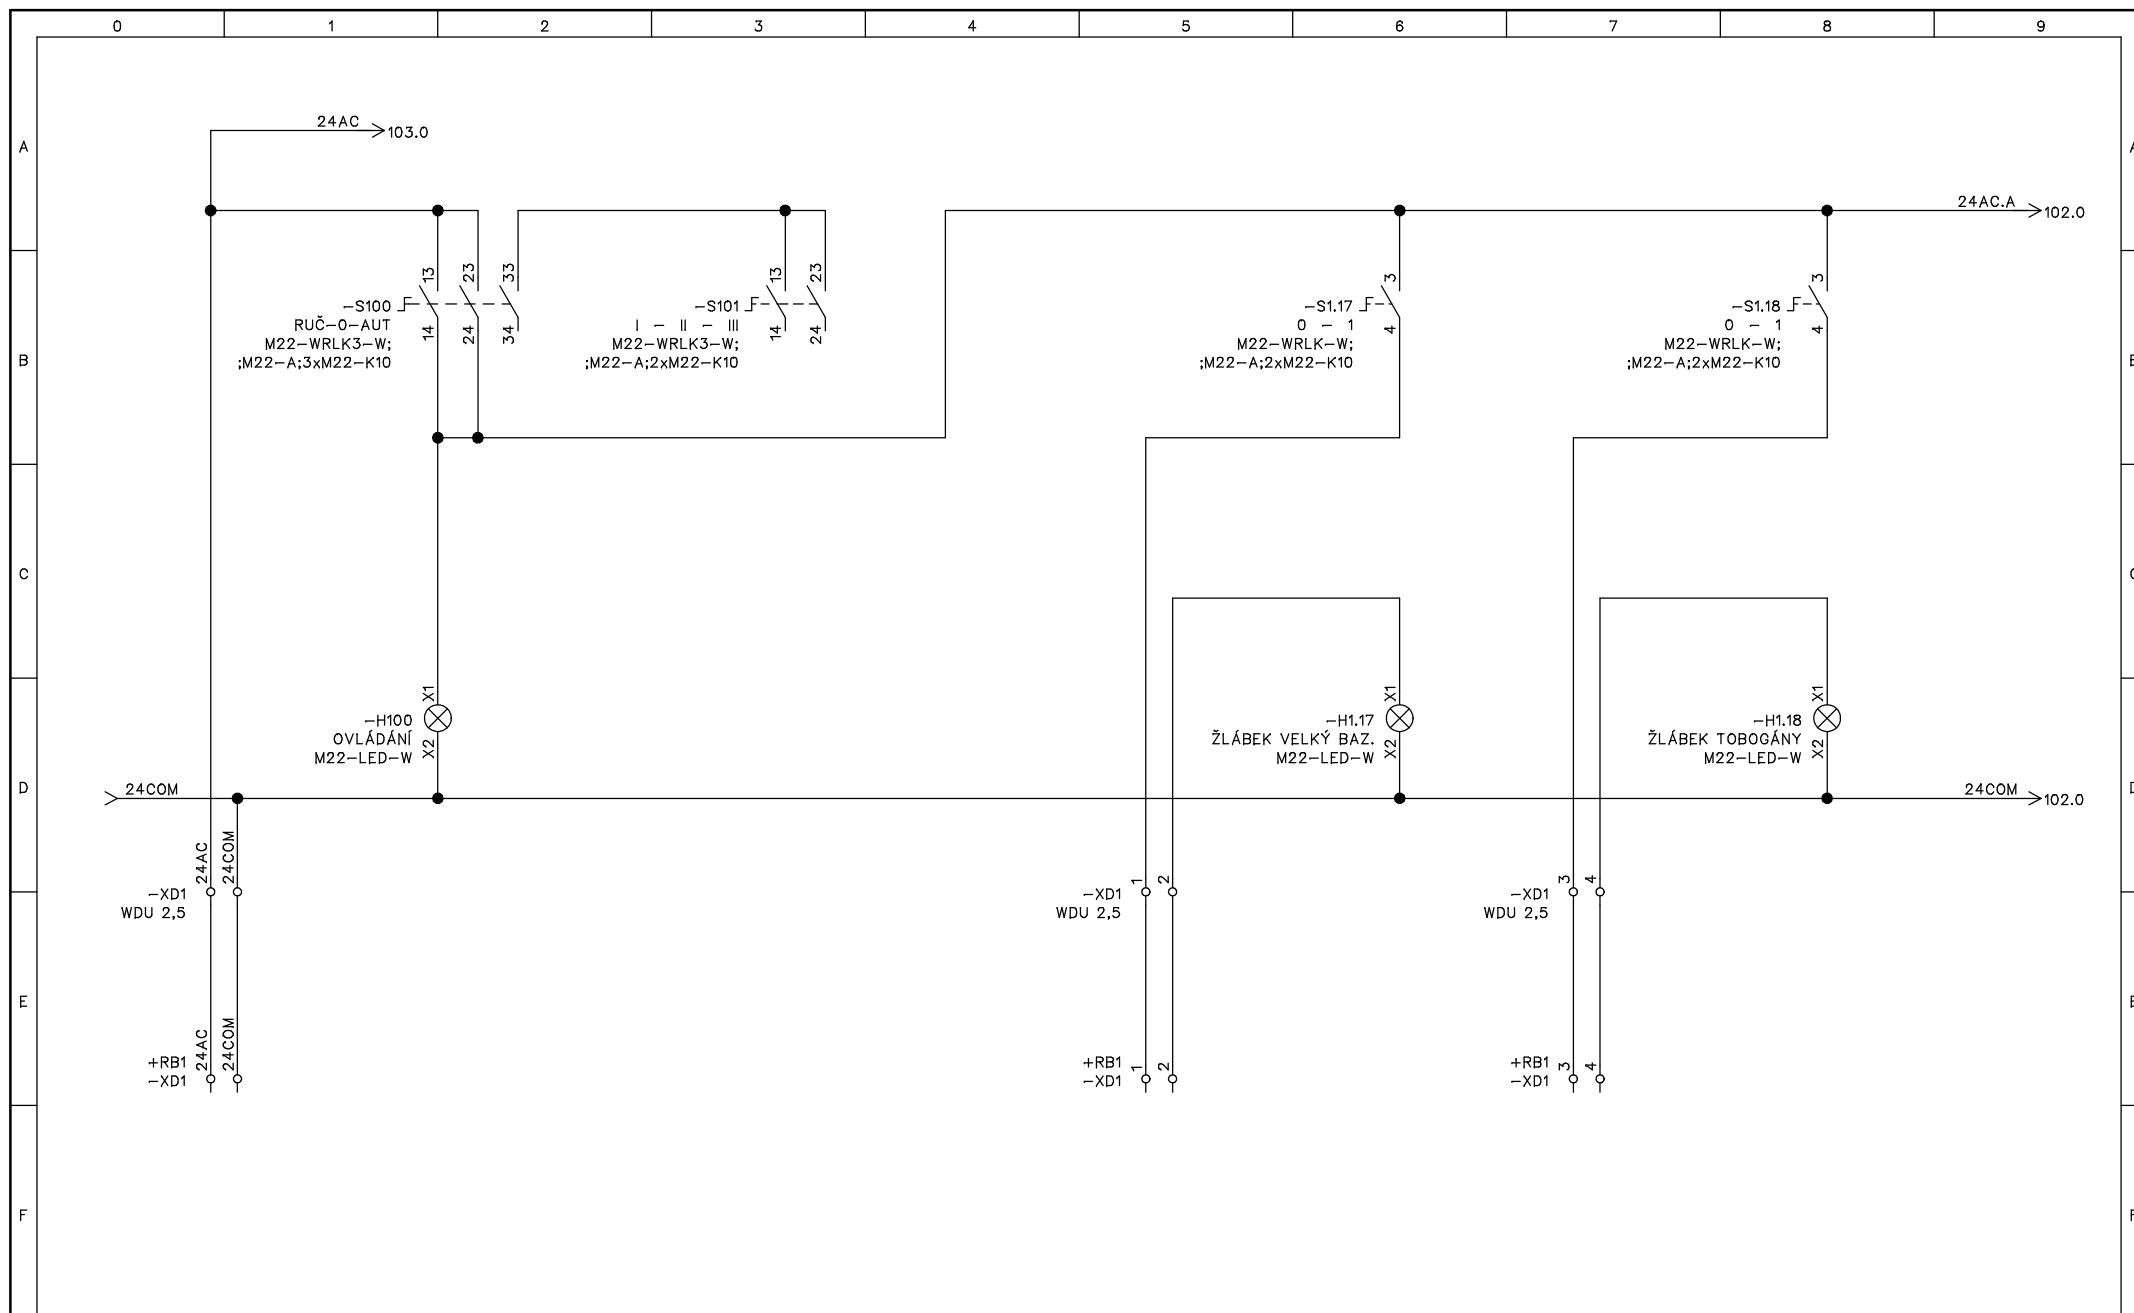 0 1 2 3 4 5 6 7 8 9
24AC 103.0
A A
24AC.A 102.0
13 23 33 13 23 3 3
-S100 -S101 -S1.17 -S1.18
RUČ-0-AUT I - II - III 0 - 1 0 - 1
14 24 34 14 24 4 4
M22-WRLK3-W; M22-WRLK3-W; M22-WRLK-W; M22-WRLK-W;
;M22-A;3xM22-K10 ;M22-A;2xM22-K10 ;M22-A;2xM22-K10 ;M22-A;2xM22-K10
B
C
X1 X1 X1
-H100 -H1.17 -H1.18
OVLÁDÁNÍ ŽLÁBEK VELKÝ BAZ. ŽLÁBEK TOBOGÁNY
X2 X2 X2
M22-LED-W M22-LED-W M22-LED-W
D
24COM 24COM 102.0
24AC 24COM 1 2 3 4
-XD1 -XD1 -XD1
WDU 2,5 WDU 2,5 WDU 2,5
E
24AC 24COM 1 2 3 4
+RB1 +RB1 +RB1
-XD1 -XD1 -XD1
F